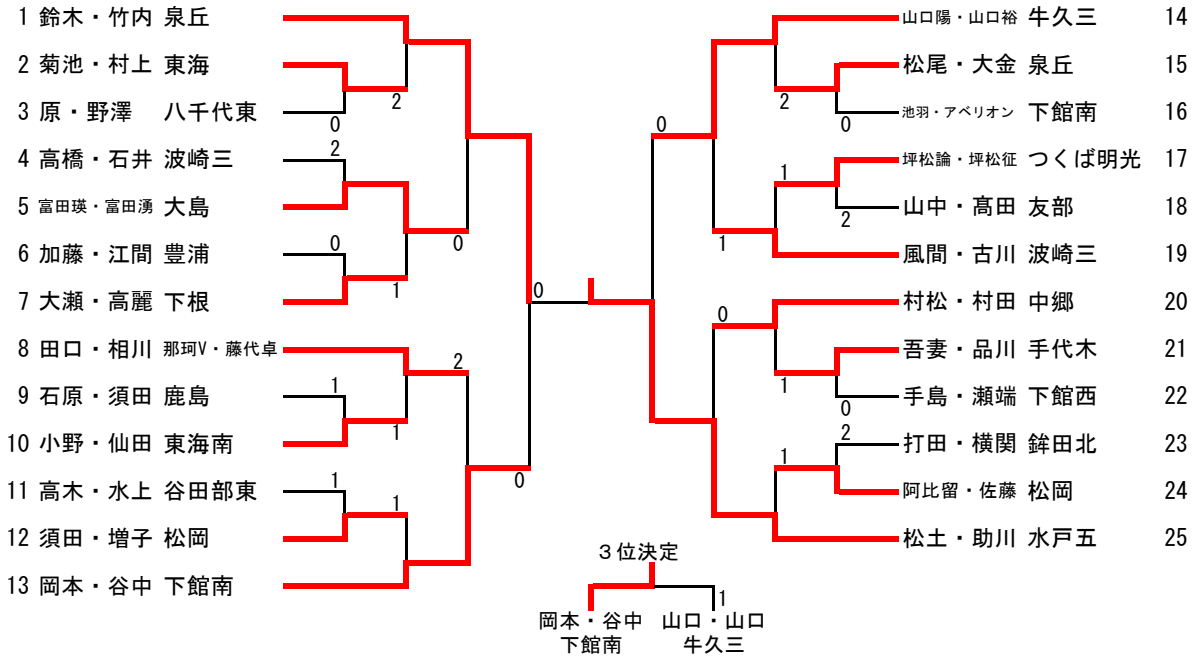 1 鈴木・竹内 泉丘
2 菊池・村上 東海
3 原・野澤 八千代東
4 高橋・石井 波崎三
5 富田瑛・富田湧 大島
6 加藤・江間 豊浦
7 大瀬・高麗 下根
8 田口・相川 那珂V・藤代卓
9 石原・須田 鹿島
10 小野・仙田 東海南
11 高木・水上 谷田部東
12 須田・増子 松岡
13 岡本・谷中 下館南
2
0
2
0
0
1
2
1
1
1
1
0
0
0
1
2
0
1
2
0
1
0
2
1
山口陽・山口裕 牛久三 14
松尾・大金 泉丘 15
池羽・アベリオン 下館南 16
坪松論・坪松征 つくば明光 17
山中・髙田 友部 18
風間・古川 波崎三 19
村松・村田 中郷 20
吾妻・品川 手代木 21
手島・瀬端 下館西 22
打田・横関 鉾田北 23
阿比留・佐藤 松岡 24
松土・助川 水戸五 25
３位決定
1
岡本・谷中 山口・山口
下館南 牛久三